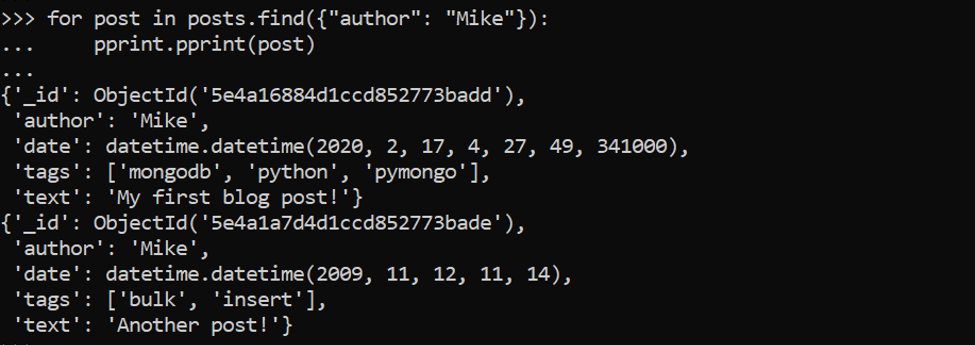 >>> for post in posts.find({"author": "Mike"}):
...     pprint.pprint(post)
...
{'_id': ObjectId('5e4a16884d1ccd852773badd'),
 'author': 'Mike',
 'date': datetime.datetime(2020, 2, 17, 4, 27, 49, 341000),
 'tags': ['mongodb', 'python', 'pymongo'],
 'text': 'My first blog post!'}
{'_id': ObjectId('5e4a1a7d4d1ccd852773bade'),
 'author': 'Mike',
 'date': datetime.datetime(2009, 11, 12, 11, 14),
 'tags': ['bulk', 'insert'],
 'text': 'Another post!'}